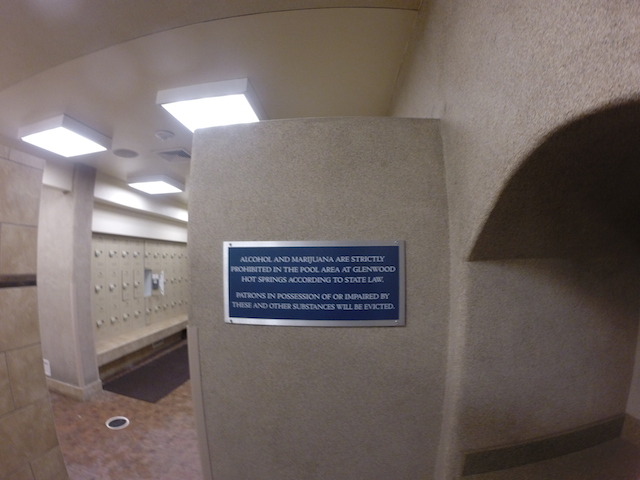 ALCOHOL AND MARIJUANA ARE STRICTLY
PROHIBITED IN THE POOL AREA AT GLENWOOD
HOT SPRINGS ACCORDING TO STATE LAW.
PATRONS IN POSSESSION OF OR IMPAIRED BY
THESE AND OTHER SUBSTANCES WILL BE EVICTED.